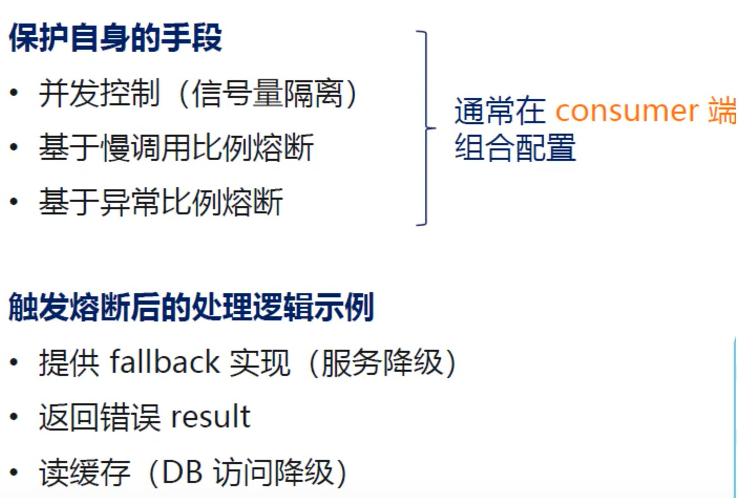 保护自身的手段
• 并发控制（信号量隔离）
• 基于慢调用比例熔断
• 基于异常比例熔断
通常在 consumer 端
组合配置
触发熔断后的处理逻辑示例
• 提供 fallback 实现（服务降级）
• 返回错误 result
• 读缓存（DB 访问降级）